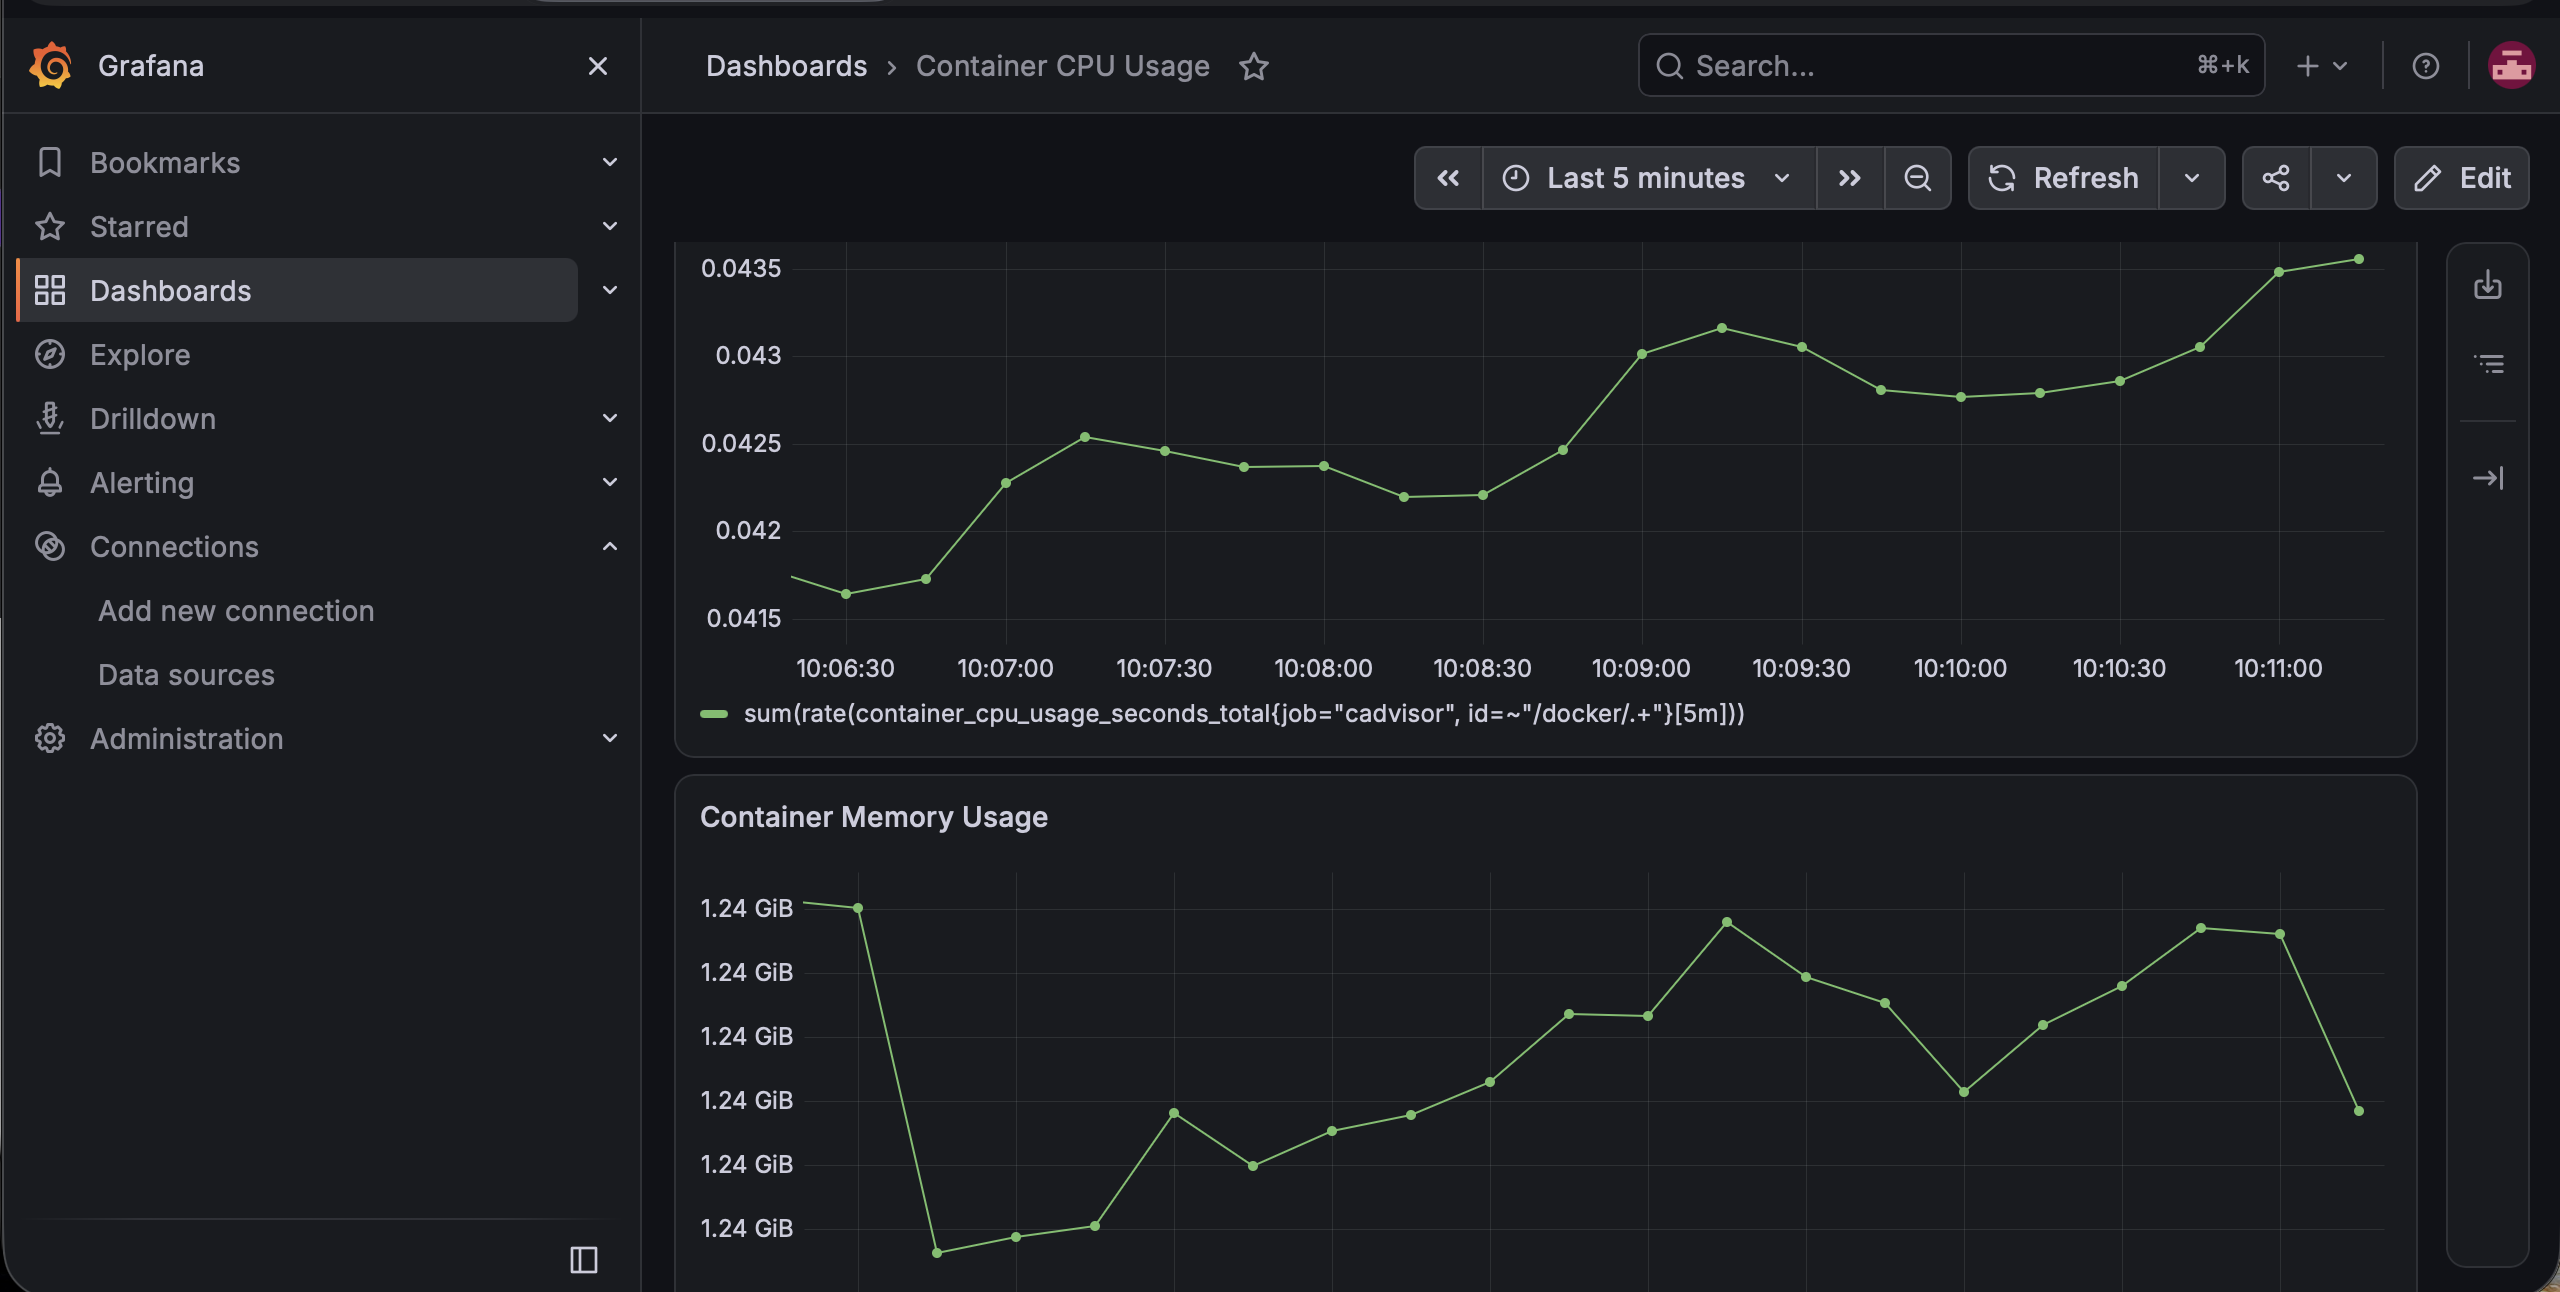 Grafana
Dashboards › Container CPU Usage
Search...
⌘+k
Bookmarks
Starred
Dashboards
Explore
Drilldown
Alerting
Connections
Add new connection
Data sources
Administration
Last 5 minutes
Refresh
Edit
0.0435
0.043
0.0425
0.042
0.0415
10:06:30 10:07:00 10:07:30 10:08:00 10:08:30 10:09:00 10:09:30 10:10:00 10:10:30 10:11:00
sum(rate(container_cpu_usage_seconds_total{job="cadvisor", id=~"/docker/.+"}[5m]))
Container Memory Usage
1.24 GiB
1.24 GiB
1.24 GiB
1.24 GiB
1.24 GiB
1.24 GiB